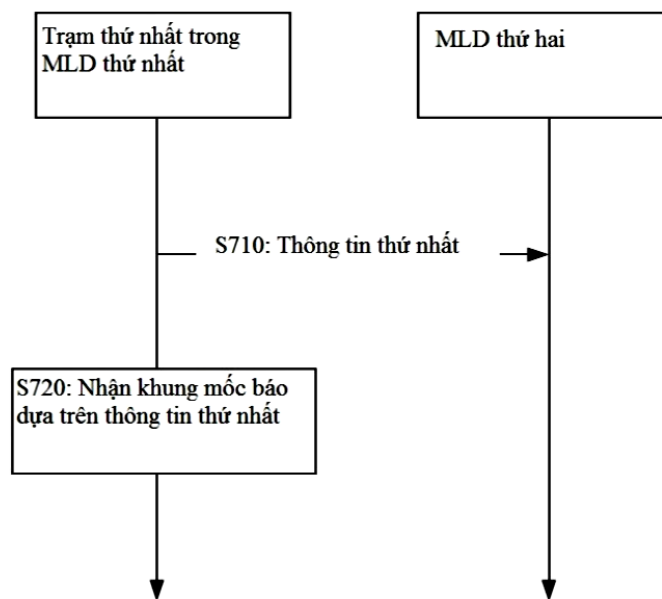 Trạm thứ nhất trong
MLD thứ nhất
MLD thứ hai
S710: Thông tin thứ nhất
S720: Nhận khung mốc báo
dựa trên thông tin thứ nhất